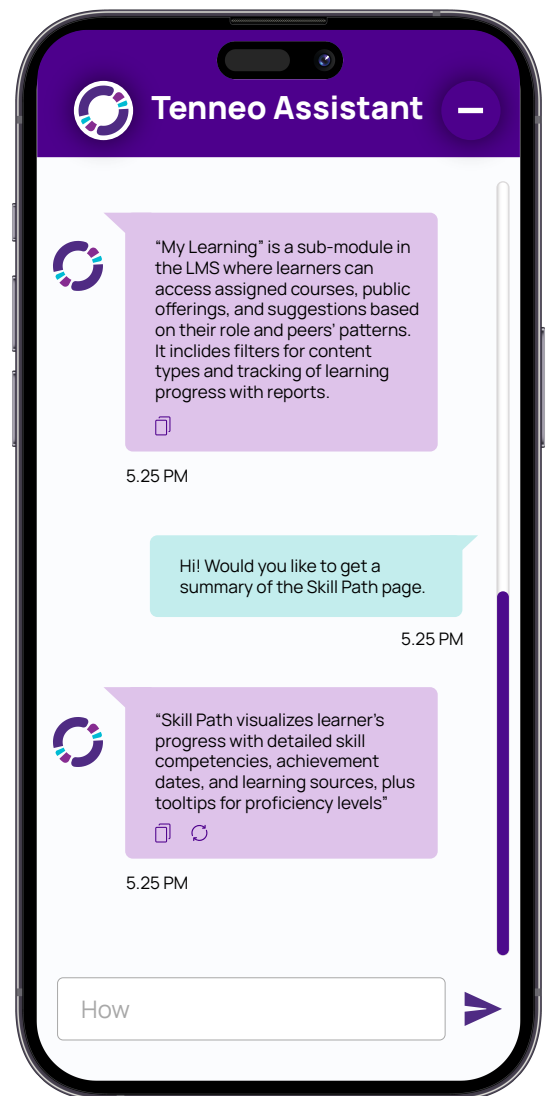 Tenneo Assistant
“My Learning” is a sub-module in
the LMS where learners can
access assigned courses, public
offerings, and suggestions based
on their role and peers’ patterns.
It inclides filters for content
types and tracking of learning
progress with reports.
5.25 PM
Hi! Would you like to get a
summary of the Skill Path page.
5.25 PM
“Skill Path visualizes learner’s
progress with detailed skill
competencies, achievement
dates, and learning sources, plus
tooltips for proficiency levels”
5.25 PM
How